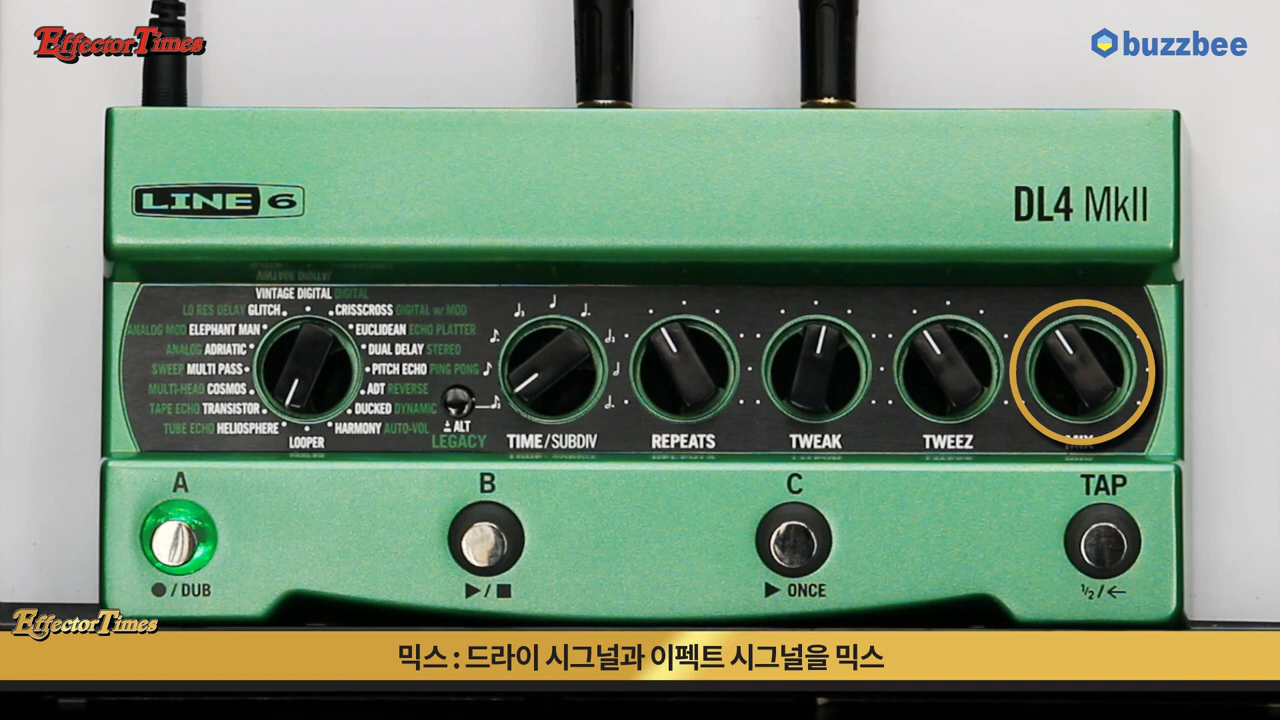 EffectorTimes
buzzbee
LINE 6
DL4 MkII
VINTAGE DIGITAL DIGITAL
LO RES DELAY GLITCH
CRISSCROSS DIGITAL w/ MOD
ANALOG MOD ELEPHANT MAN
EUCLIDEAN ECHO PLATTER
ANALOG ADRIATIC
DUAL DELAY STEREO
SWEEP MULTI PASS
PITCH ECHO PING PONG
MULTI-HEAD COSMOS
ADT REVERSE
TAPE ECHO TRANSISTOR
DUCKED DYNAMIC
TUBE ECHO HELIOSPHERE
HARMONY AUTO-VOL
ALT
LEGACY
LOOPER
TIME/SUBDIV
REPEATS
TWEAK
TWEEZ
MIX
A
B
C
TAP
●/DUB
▶/■
▶ ONCE
½/←
EffectorTimes
믹스 : 드라이 시그널과 이펙트 시그널을 믹스